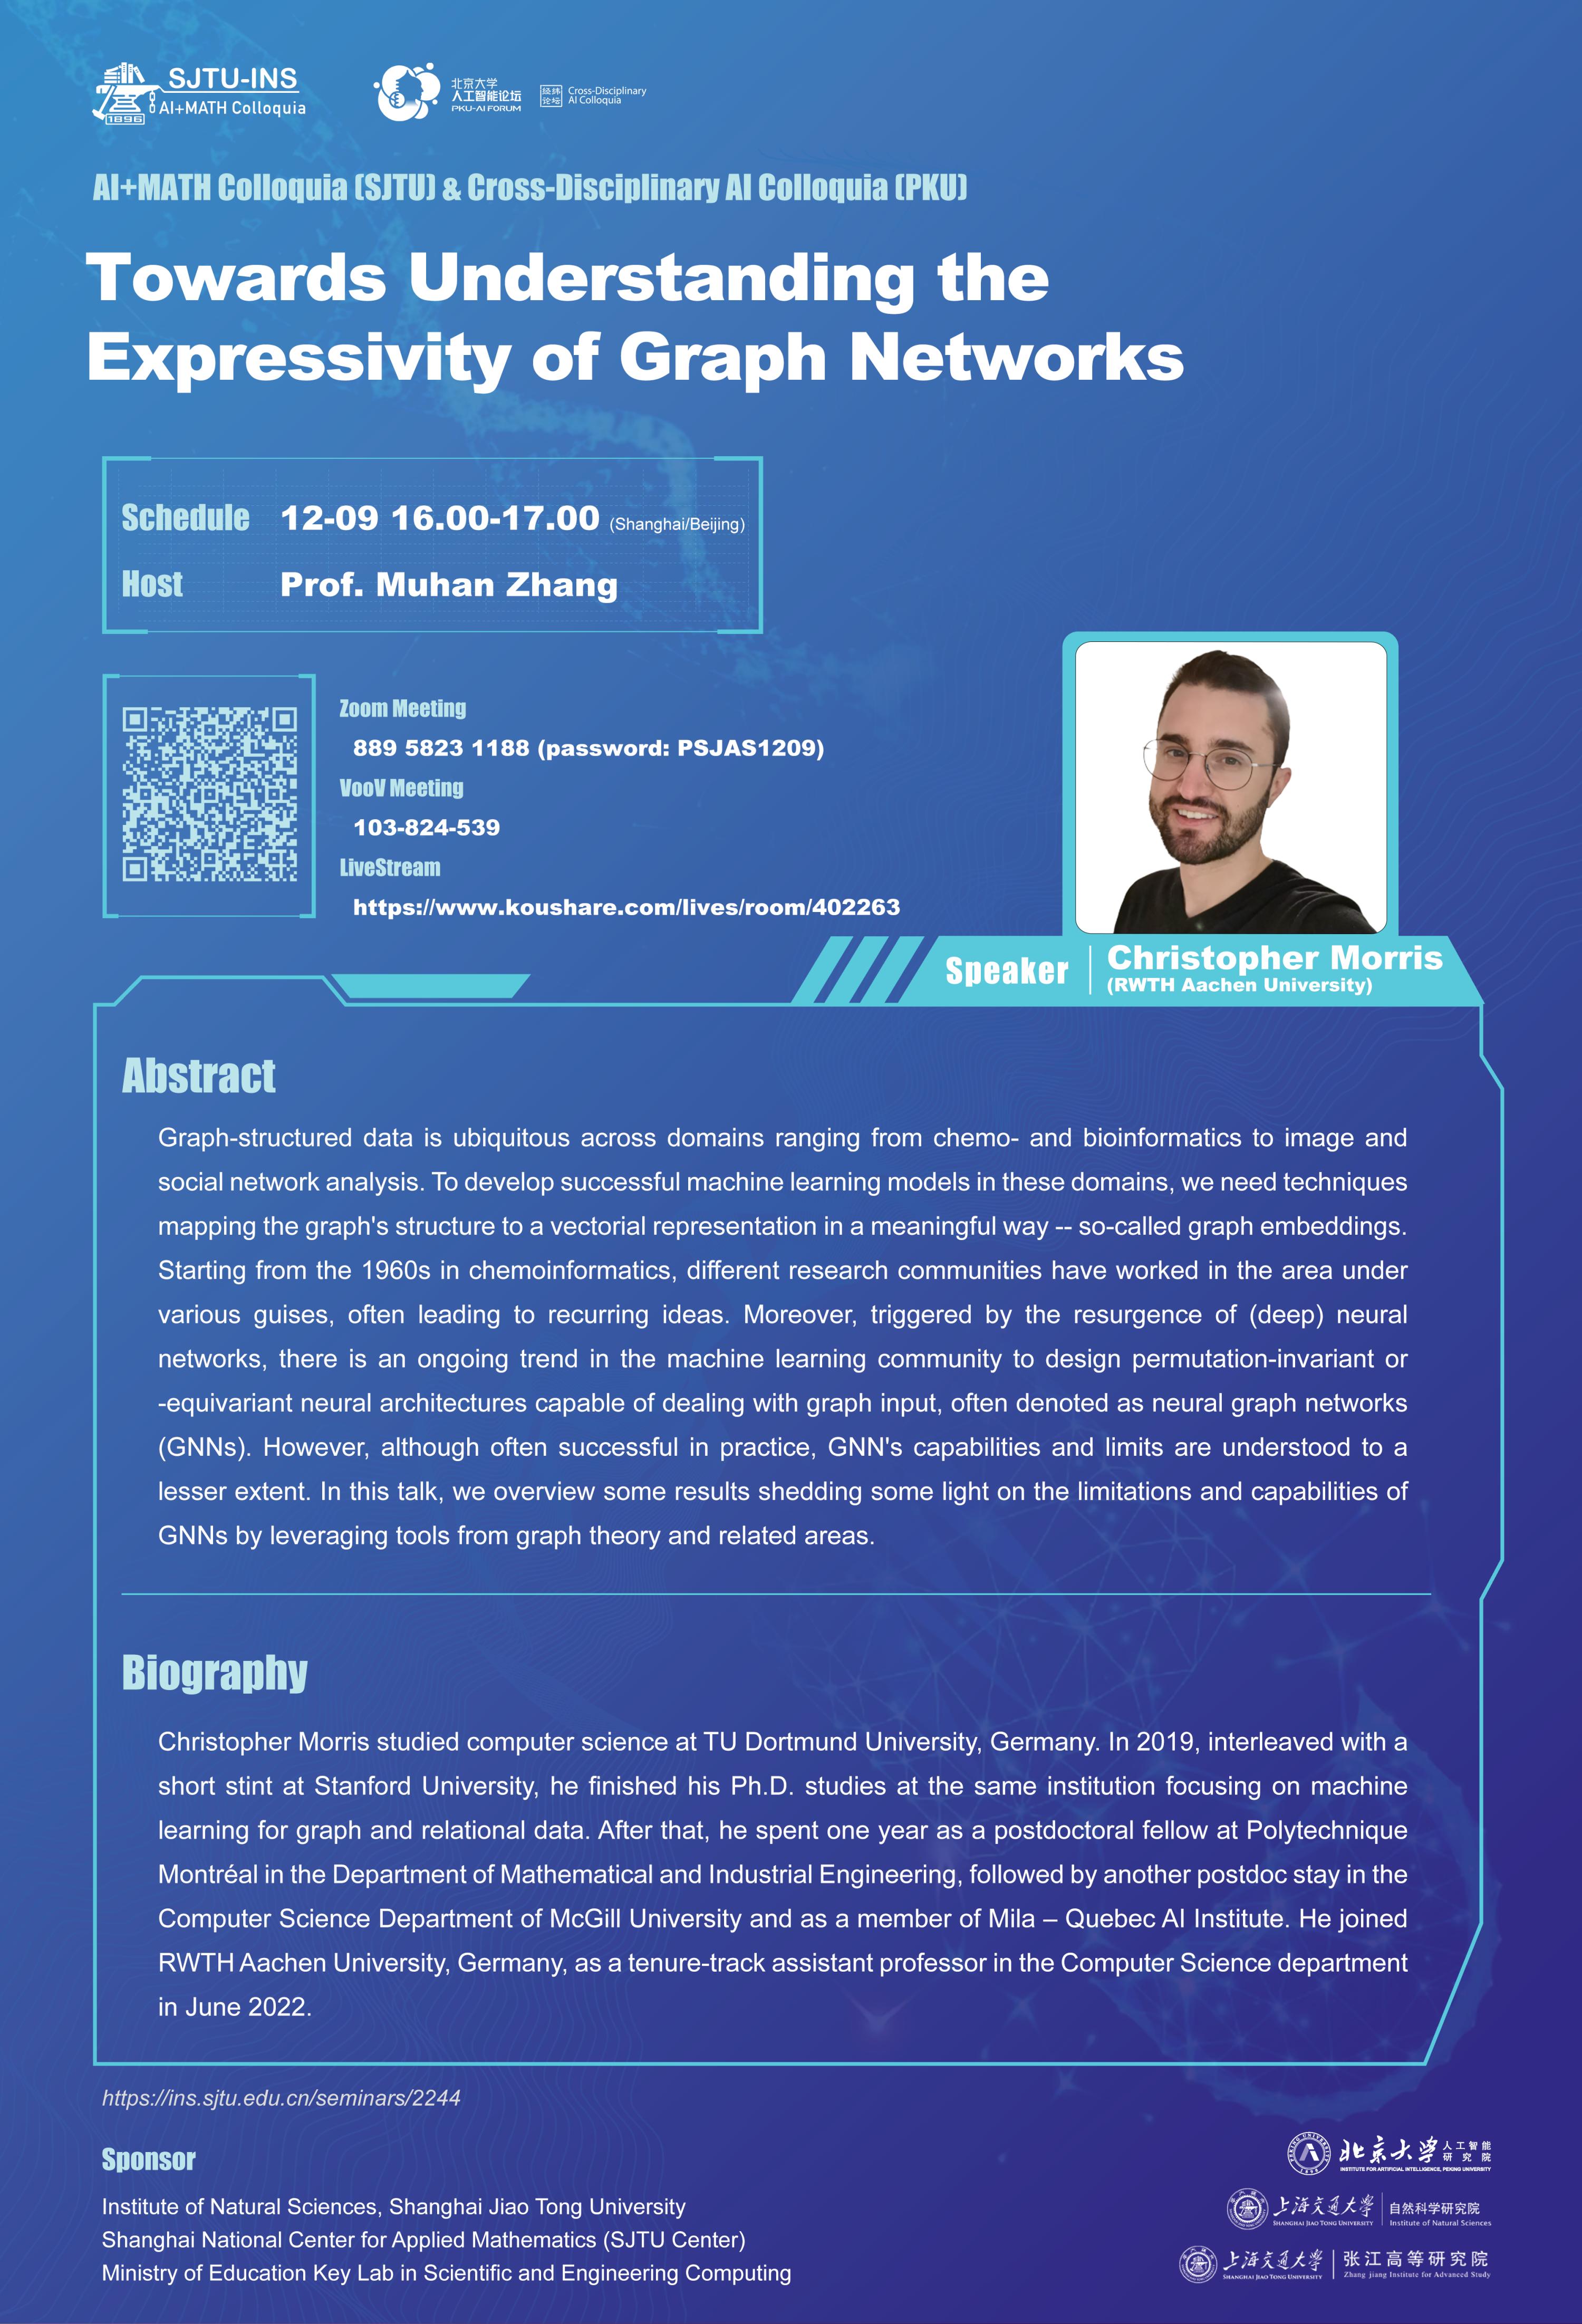 SJTU-INS
AI+MATH Colloquia
1896
北京大学
人工智能论坛
PKU-AI FORUM
经纬
论坛
Cross-Disciplinary
AI Colloquia
AI+MATH Colloquia (SJTU) & Cross-Disciplinary AI Colloquia (PKU)
Towards Understanding the
Expressivity of Graph Networks
Schedule 12-09 16.00-17.00 (Shanghai/Beijing)
Host Prof. Muhan Zhang
Zoom Meeting
889 5823 1188 (password: PSJAS1209)
VooV Meeting
103-824-539
LiveStream
https://www.koushare.com/lives/room/402263
Speaker
Christopher Morris
(RWTH Aachen University)
Abstract
Graph-structured data is ubiquitous across domains ranging from chemo- and bioinformatics to image and
social network analysis. To develop successful machine learning models in these domains, we need techniques
mapping the graph's structure to a vectorial representation in a meaningful way -- so-called graph embeddings.
Starting from the 1960s in chemoinformatics, different research communities have worked in the area under
various guises, often leading to recurring ideas. Moreover, triggered by the resurgence of (deep) neural
networks, there is an ongoing trend in the machine learning community to design permutation-invariant or
-equivariant neural architectures capable of dealing with graph input, often denoted as neural graph networks
(GNNs). However, although often successful in practice, GNN's capabilities and limits are understood to a
lesser extent. In this talk, we overview some results shedding some light on the limitations and capabilities of
GNNs by leveraging tools from graph theory and related areas.
Biography
Christopher Morris studied computer science at TU Dortmund University, Germany. In 2019, interleaved with a
short stint at Stanford University, he finished his Ph.D. studies at the same institution focusing on machine
learning for graph and relational data. After that, he spent one year as a postdoctoral fellow at Polytechnique
Montréal in the Department of Mathematical and Industrial Engineering, followed by another postdoc stay in the
Computer Science Department of McGill University and as a member of Mila – Quebec AI Institute. He joined
RWTH Aachen University, Germany, as a tenure-track assistant professor in the Computer Science department
in June 2022.
https://ins.sjtu.edu.cn/seminars/2244
Sponsor
Institute of Natural Sciences, Shanghai Jiao Tong University
Shanghai National Center for Applied Mathematics (SJTU Center)
Ministry of Education Key Lab in Scientific and Engineering Computing
北京大学 人工智能
研究院
INSTITUTE FOR ARTIFICIAL INTELLIGENCE, PEKING UNIVERSITY
上海交通大学 自然科学研究院
SHANGHAI JIAO TONG UNIVERSITY Institute of Natural Sciences
上海交通大学 张江高等研究院
SHANGHAI JIAO TONG UNIVERSITY Zhang jiang Institute for Advanced Study